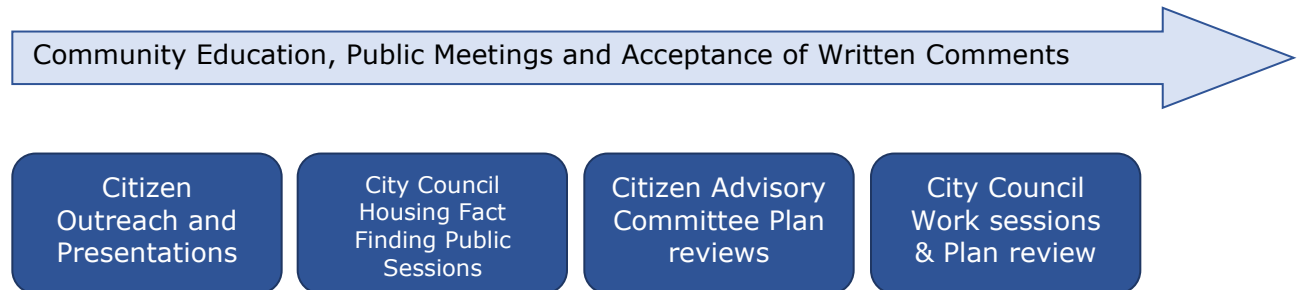 Community Education, Public Meetings and Acceptance of Written Comments
Citizen
Outreach and
Presentations
City Council
Housing Fact
Finding Public
Sessions
Citizen Advisory
Committee Plan
reviews
City Council
Work sessions
& Plan review